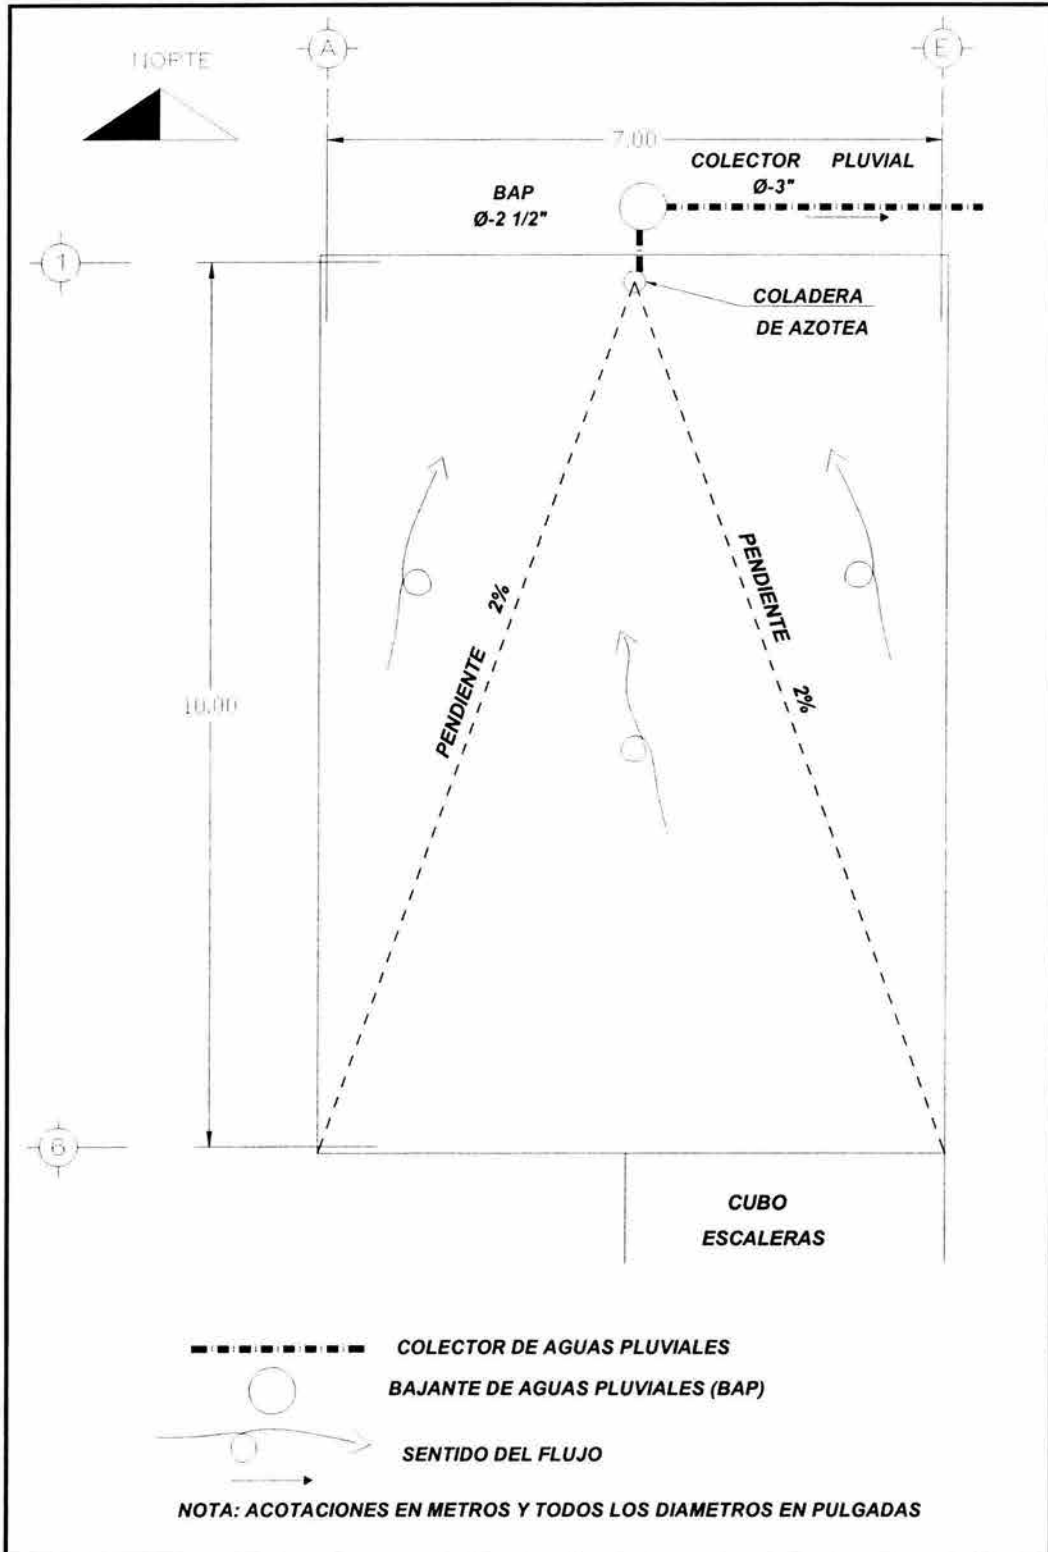 NORTE
A
E
7.00
COLECTOR PLUVIAL
Ø-3"
BAP
Ø-2 1/2"
1
COLADERA
DE AZOTEA
PENDIENTE 2%
PENDIENTE 2%
10.00
6
CUBO
ESCALERAS
COLECTOR DE AGUAS PLUVIALES
BAJANTE DE AGUAS PLUVIALES (BAP)
SENTIDO DEL FLUJO
NOTA: ACOTACIONES EN METROS Y TODOS LOS DIAMETROS EN PULGADAS